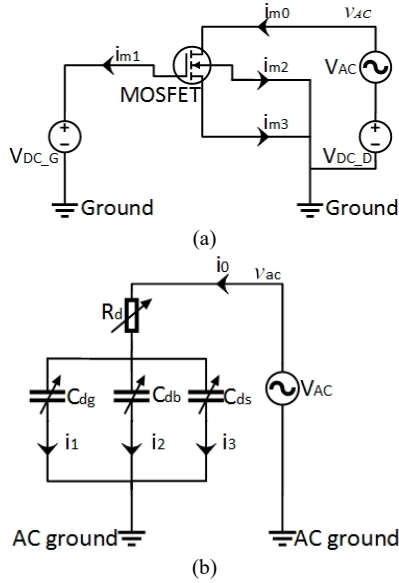 im0 vAC
im1
im2 VAC
MOSFET
im3
VDC_G VDC_D
Ground Ground
(a)
i0 vac
Rd
Cdg Cdb Cds VAC
i1 i2 i3
AC ground AC ground
(b)